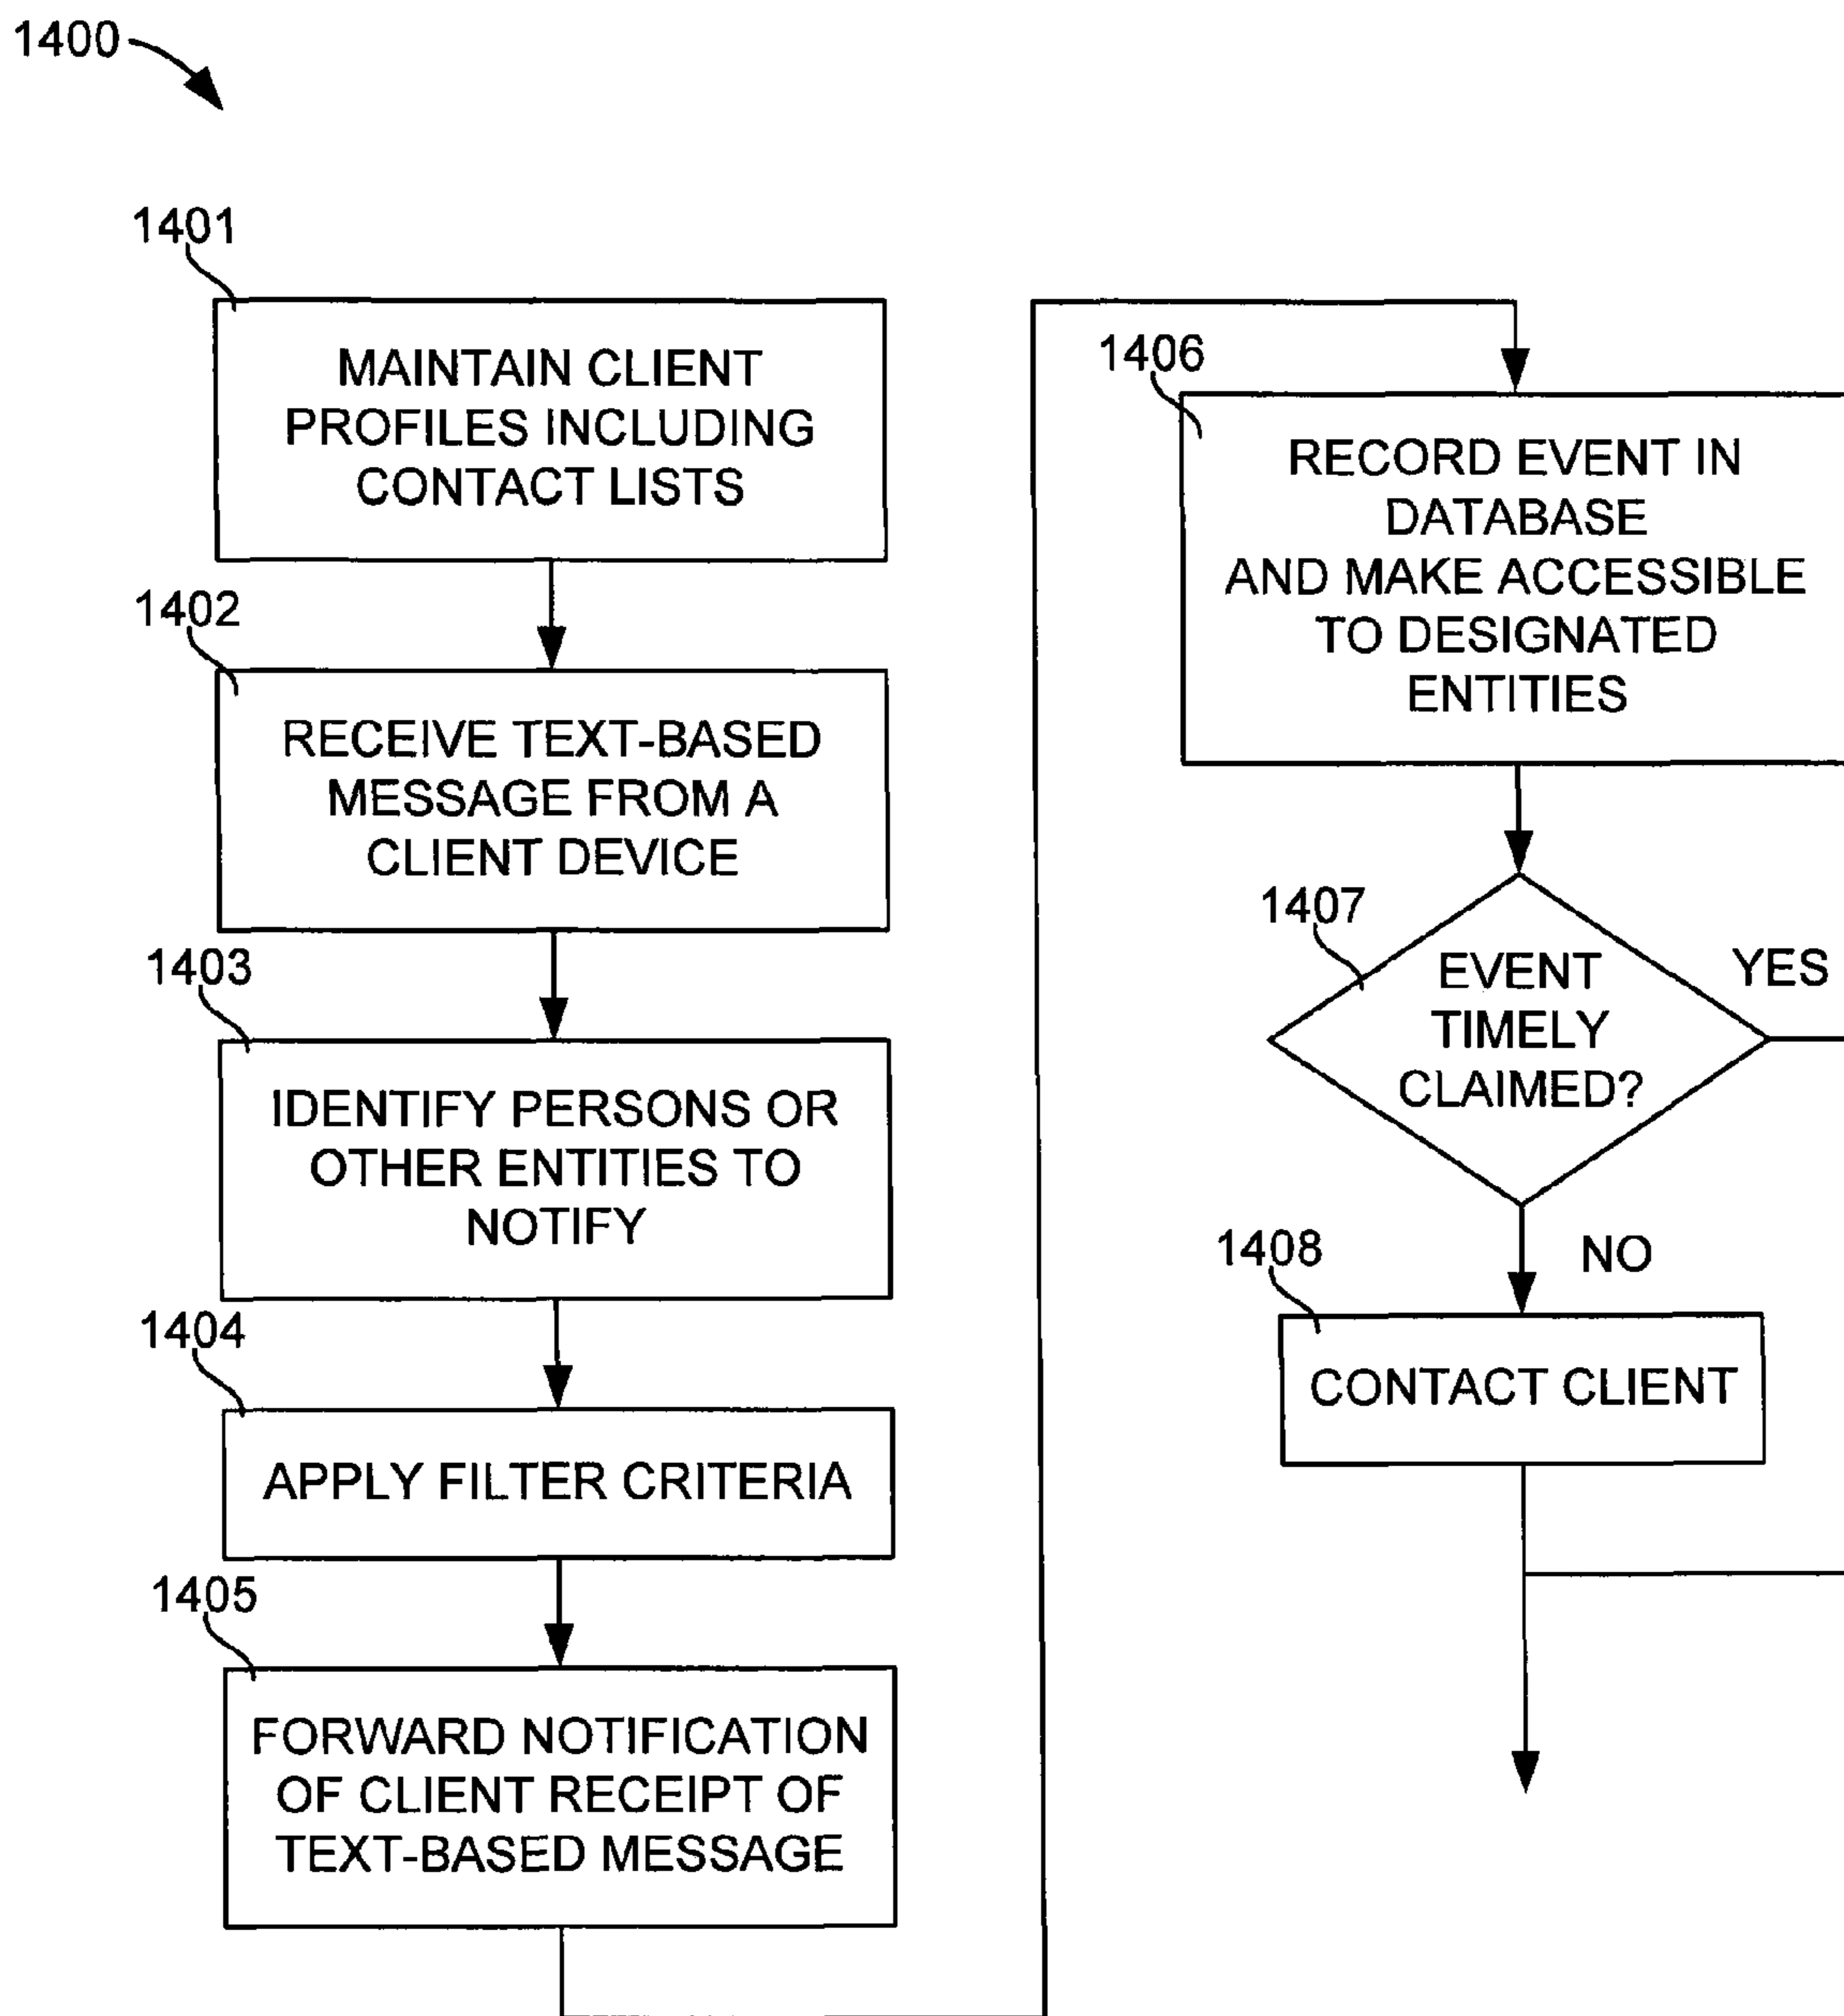 1400
1401
MAINTAIN CLIENT
PROFILES INCLUDING
CONTACT LISTS
1402
RECEIVE TEXT-BASED
MESSAGE FROM A
CLIENT DEVICE
1403
IDENTIFY PERSONS OR
OTHER ENTITIES TO
NOTIFY
1404
APPLY FILTER CRITERIA
1405
FORWARD NOTIFICATION
OF CLIENT RECEIPT OF
TEXT-BASED MESSAGE
1406
RECORD EVENT IN
DATABASE
AND MAKE ACCESSIBLE
TO DESIGNATED
ENTITIES
1407
EVENT
TIMELY
CLAIMED?
YES
NO
1408
CONTACT CLIENT